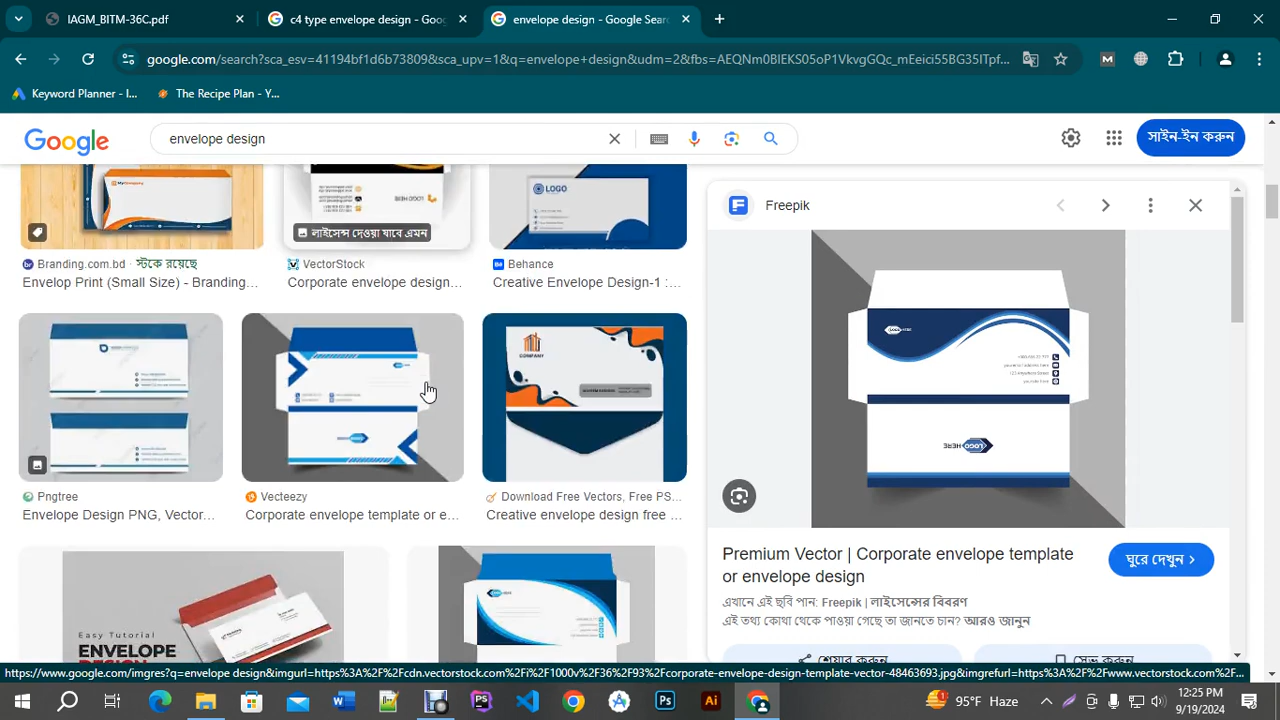 IAGM_BITM-36C.pdf
c4 type envelope design - Goo
envelope design - Google Sear
google.com/search?sca_esv=41194bf1d6b73809&sca_upv=1&q=envelope+design&udm=2&fbs=AEQNm0BlEKS05oP1VkvgGQc_mEeici55BG35ITpf...
Keyword Planner - I...
The Recipe Plan - Y...
Google
envelope design
সাইন-ইন করুন
MyCompany
LOGO
লাইসেন্স দেওয়া যাবে এমন
Branding.com.bd · স্টকে রয়েছে
Envelop Print (Small Size) - Branding...
VectorStock
Corporate envelope design...
Behance
Creative Envelope Design-1 :...
Freepik
COMPANY
Pngtree
Envelope Design PNG, Vector...
Vecteezy
Corporate envelope template or e...
Download Free Vectors, Free PS...
Creative envelope design free ...
LOGO HERE
Premium Vector | Corporate envelope template
or envelope design
ঘুরে দেখুন
এখানে এই ছবি পান: Freepik | লাইসেন্সের বিবরণ
এই তথ্য কোথা থেকে পাওয়া গেছে তা জানতে চান? আরও জানুন
শেয়ার করুন
সেভ করুন
Easy Tutorial
ENVELOPE
DESIGN
https://www.google.com/imgres?q=envelope design&imgurl=https%3A%2F%2Fcdn.vectorstock.com%2Fi%2F1000v%2F36%2F93%2Fcorporate-envelope-design-template-vector-48463693.jpg&imgrefurl=https%3A%2F%2Fwww.vectorstock.com%2F...
95°F Haze
12:25 PM
9/19/2024